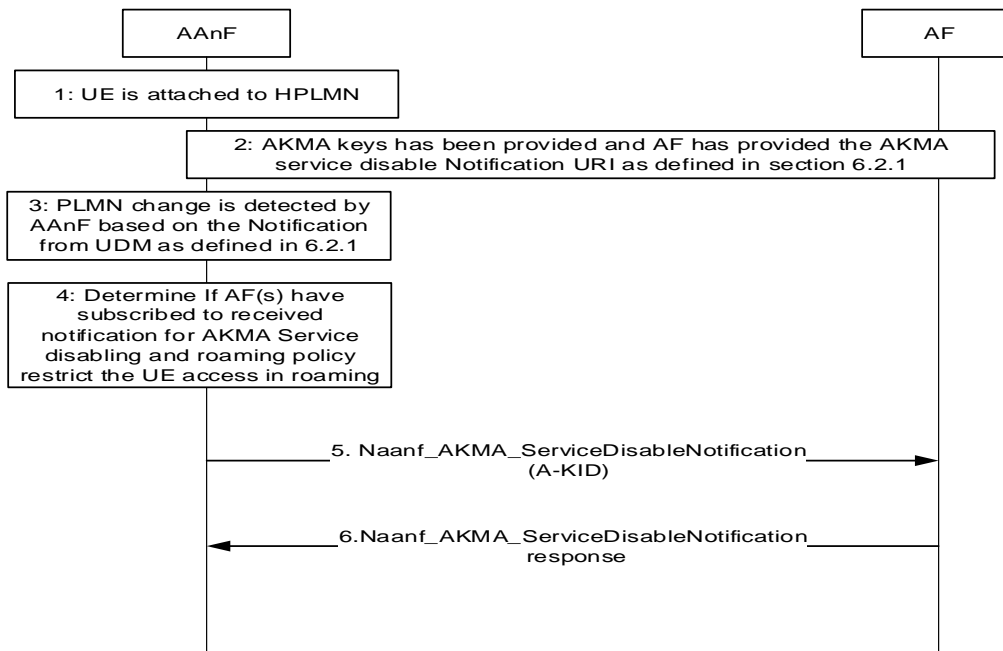 AAnF
AF
1: UE is attached to HPLMN
2: AKMA keys has been provided and AF has provided the AKMA
service disable Notification URI as defined in section 6.2.1
3: PLMN change is detected by
AAnF based on the Notification
from UDM as defined in 6.2.1
4: Determine If AF(s) have
subscribed to received
notification for AKMA Service
disabling and roaming policy
restrict the UE access in roaming
5. Naanf_AKMA_ServiceDisableNotification
(A-KID)
6.Naanf_AKMA_ServiceDisableNotification
response